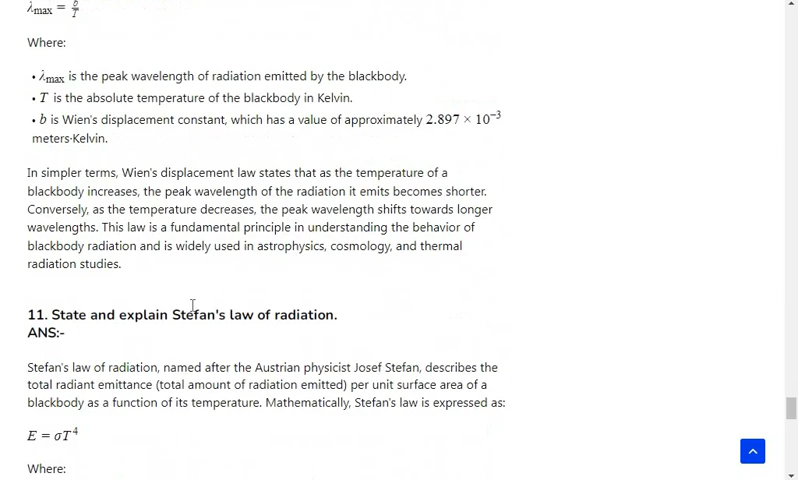 λmax = b/T
Where:
• λmax is the peak wavelength of radiation emitted by the blackbody.
• T is the absolute temperature of the blackbody in Kelvin.
• b is Wien's displacement constant, which has a value of approximately 2.897 × 10⁻³
meters·Kelvin.
In simpler terms, Wien's displacement law states that as the temperature of a
blackbody increases, the peak wavelength of the radiation it emits becomes shorter.
Conversely, as the temperature decreases, the peak wavelength shifts towards longer
wavelengths. This law is a fundamental principle in understanding the behavior of
blackbody radiation and is widely used in astrophysics, cosmology, and thermal
radiation studies.
11. State and explain Stefan's law of radiation.
ANS:-
Stefan's law of radiation, named after the Austrian physicist Josef Stefan, describes the
total radiant emittance (total amount of radiation emitted) per unit surface area of a
blackbody as a function of its temperature. Mathematically, Stefan's law is expressed as:
E = σT⁴
Where: